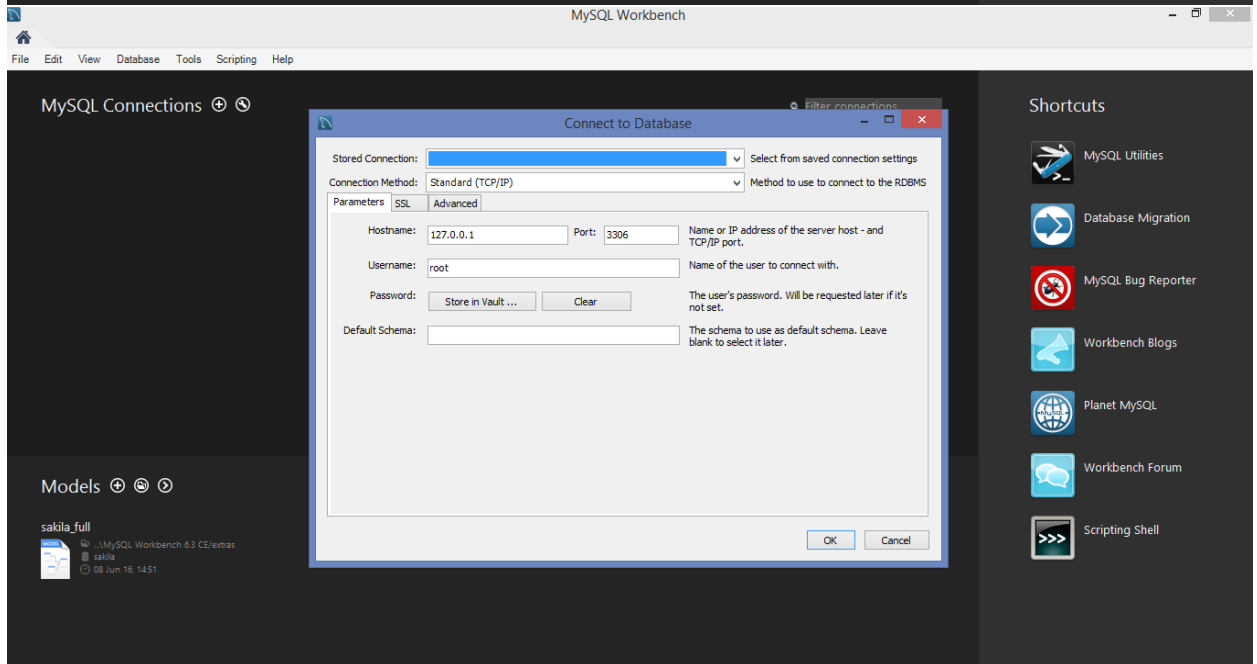 MySQL Workbench
File Edit View Database Tools Scripting Help
MySQL Connections
Filter connections
Shortcuts
Connect to Database
Stored Connection:
Select from saved connection settings
Connection Method: Standard (TCP/IP)
Method to use to connect to the RDBMS
Parameters SSL Advanced
Hostname: 127.0.0.1 Port: 3306
Name or IP address of the server host - and
TCP/IP port.
Username: root
Name of the user to connect with.
Password: Store in Vault ... Clear
The user's password. Will be requested later if it's
not set.
Default Schema:
The schema to use as default schema. Leave
blank to select it later.
OK Cancel
MySQL Utilities
Database Migration
MySQL Bug Reporter
Workbench Blogs
Planet MySQL
MySQL
Workbench Forum
Scripting Shell
>>>
Models
sakila_full
MODEL
...\MySQL Workbench 6.3 CE/extras
sakila
08 Jun 16, 14:51